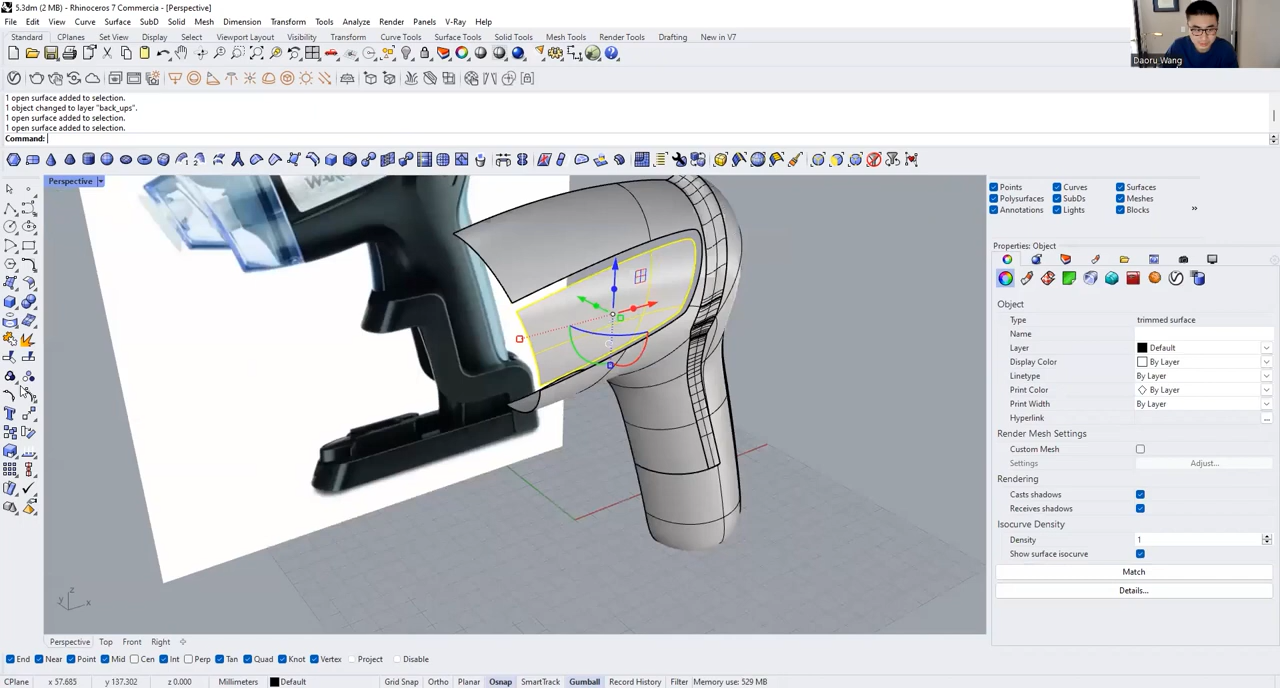 5.3dm (2 MB) - Rhinoceros 7 Commercia - [Perspective]
File Edit View Curve Surface SubD Solid Mesh Dimension Transform Tools Analyze Render Panels V-Ray Help
Standard CPlanes Set View Display Select Viewport Layout Visibility Transform Curve Tools Surface Tools Solid Tools Mesh Tools Render Tools Drafting New in V7
1 open surface added to selection.
1 object changed to layer "back_ups".
1 open surface added to selection.
1 open surface added to selection.
Command:
Daoru Wang
Perspective
Points Curves Surfaces
Polysurfaces SubDs Meshes
Annotations Lights Blocks
Properties: Object
Object
Type trimmed surface
Name
Layer Default
Display Color By Layer
Linetype By Layer
Print Color By Layer
Print Width By Layer
Hyperlink ...
Render Mesh Settings
Custom Mesh
Settings Adjust...
Rendering
Casts shadows
Receives shadows
Isocurve Density
Density 1
Show surface isocurve
Match
Details...
z
y x
Perspective Top Front Right
End Near Point Mid Cen Int Perp Tan Quad Knot Vertex Project Disable
CPlane x 57.685 y 137.302 z 0.000 Millimeters Default Grid Snap Ortho Planar Osnap SmartTrack Gumball Record History Filter Memory use: 529 MB